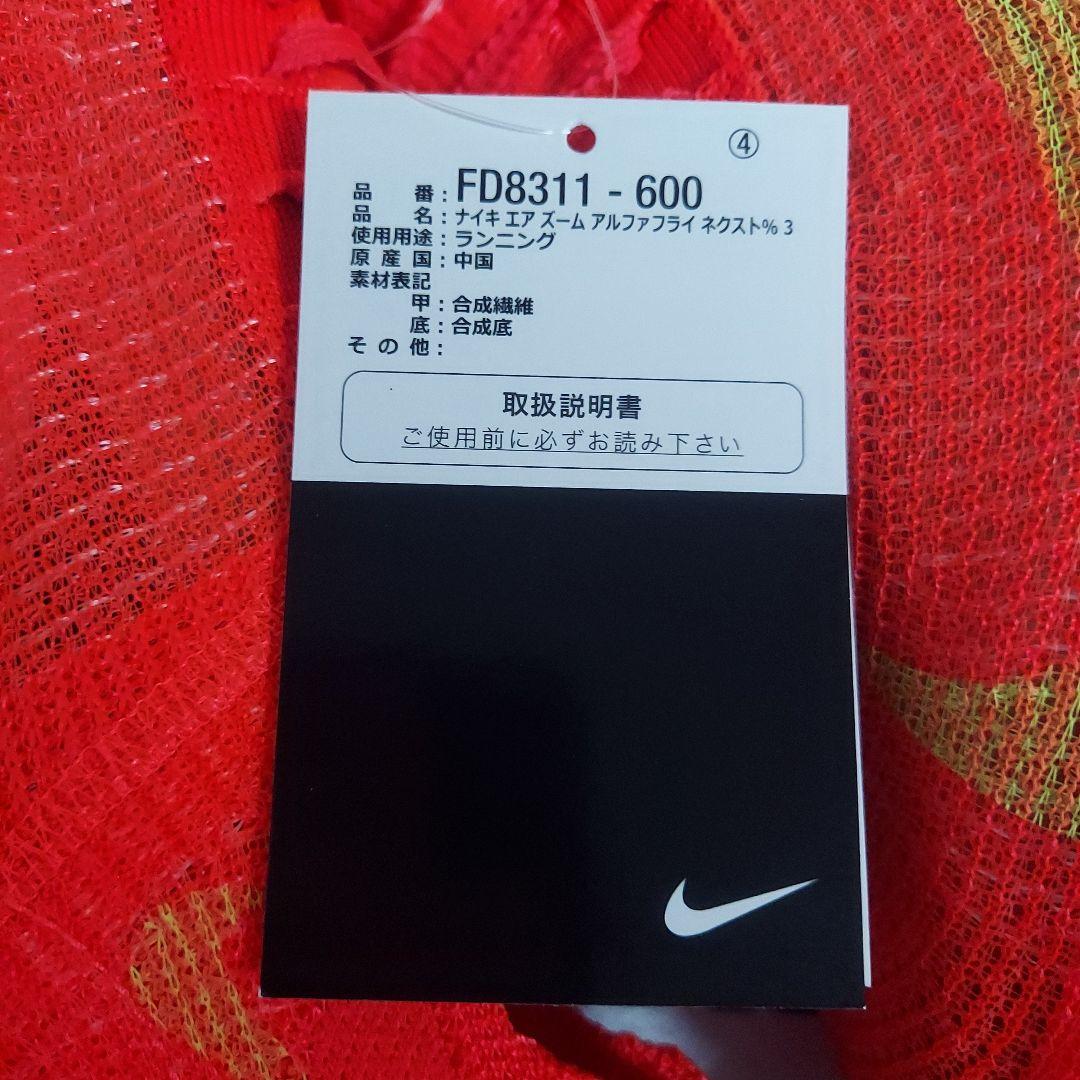 ④
品番：FD8311 - 600
品名：ナイキ エア ズーム アルファフライ ネクスト% 3
使用用途：ランニング
原産国：中国
素材表記
甲：合成繊維
底：合成底
その他：
取扱説明書
ご使用前に必ずお読み下さい